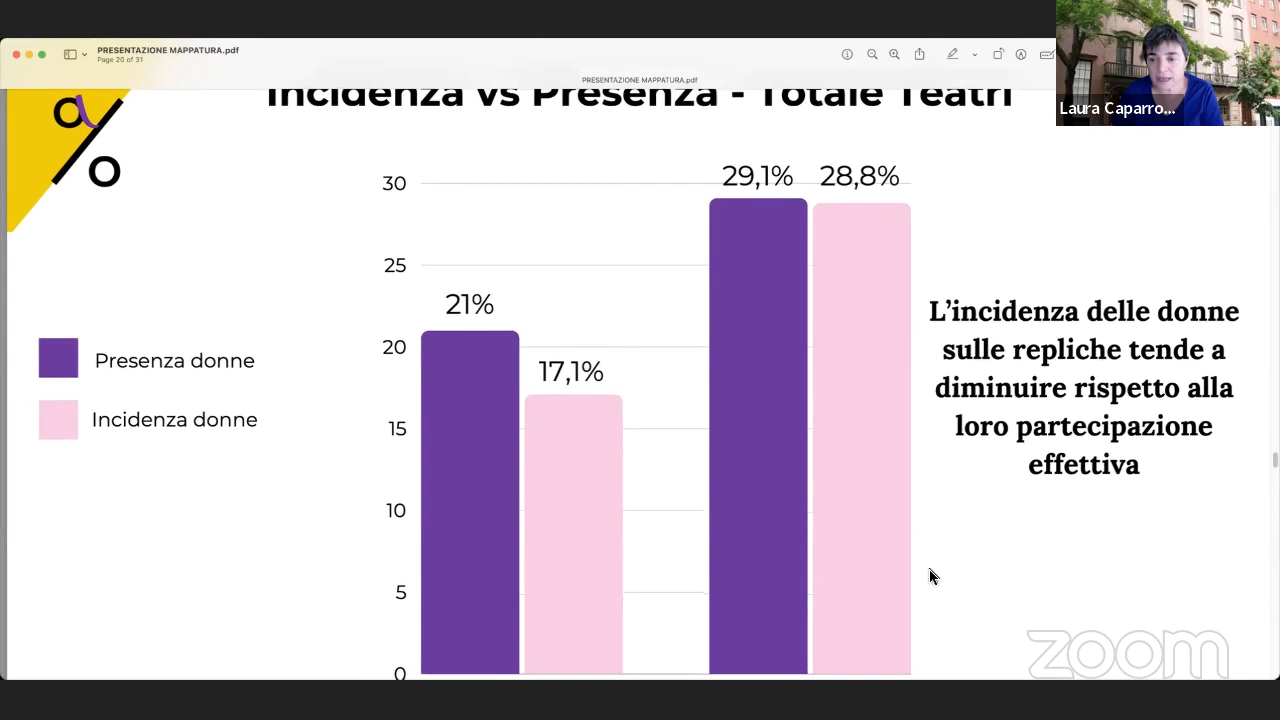 PRESENTAZIONE MAPPATURA.pdf
Page 20 of 31
PRESENTAZIONE MAPPATURA.pdf
Laura Caparro...
Incidenza vs Presenza - Totale Teatri
a
%
30
25
20
15
10
5
0
21%
17,1%
29,1%
28,8%
Presenza donne
Incidenza donne
L’incidenza delle donne
sulle repliche tende a
diminuire rispetto alla
loro partecipazione
effettiva
zoom